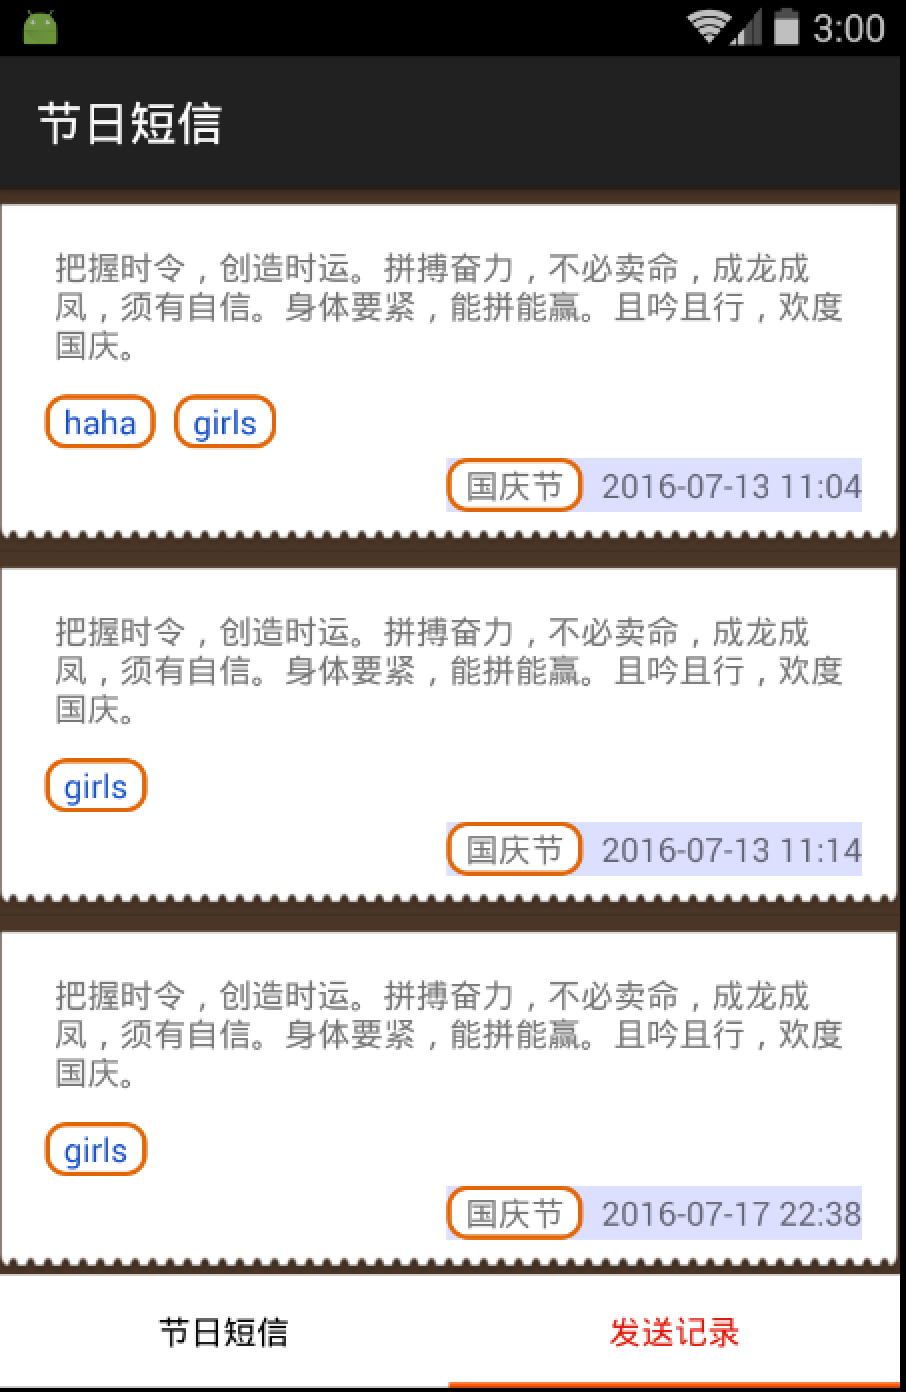 3:00
节日短信
把握时令，创造时运。拼搏奋力，不必卖命，成龙成
凤，须有自信。身体要紧，能拼能赢。且吟且行，欢度
国庆。
haha girls
国庆节 2016-07-13 11:04
把握时令，创造时运。拼搏奋力，不必卖命，成龙成
凤，须有自信。身体要紧，能拼能赢。且吟且行，欢度
国庆。
girls
国庆节 2016-07-13 11:14
把握时令，创造时运。拼搏奋力，不必卖命，成龙成
凤，须有自信。身体要紧，能拼能赢。且吟且行，欢度
国庆。
girls
国庆节 2016-07-17 22:38
节日短信 发送记录